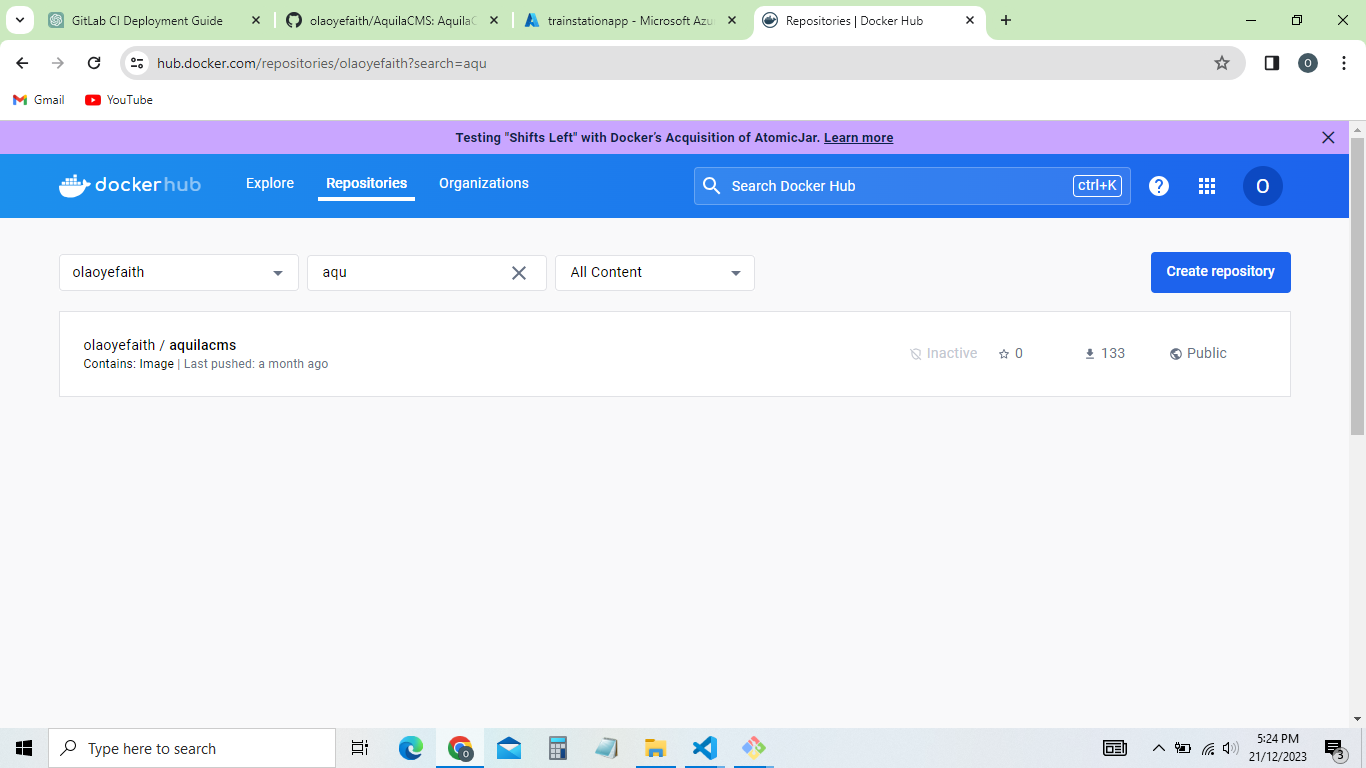 GitLab CI Deployment Guide
olaoyefaith/AquilaCMS: AquilaC
trainstationapp - Microsoft Azu
Repositories | Docker Hub
hub.docker.com/repositories/olaoyefaith?search=aqu
O
Gmail
YouTube
Testing "Shifts Left" with Docker's Acquisition of AtomicJar. Learn more
dockerhub
Explore
Repositories
Organizations
Search Docker Hub
ctrl+K
O
olaoyefaith
aqu
All Content
Create repository
olaoyefaith / aquilacms
Contains: Image | Last pushed: a month ago
Inactive
0
133
Public
Type here to search
O
5:24 PM
21/12/2023
3